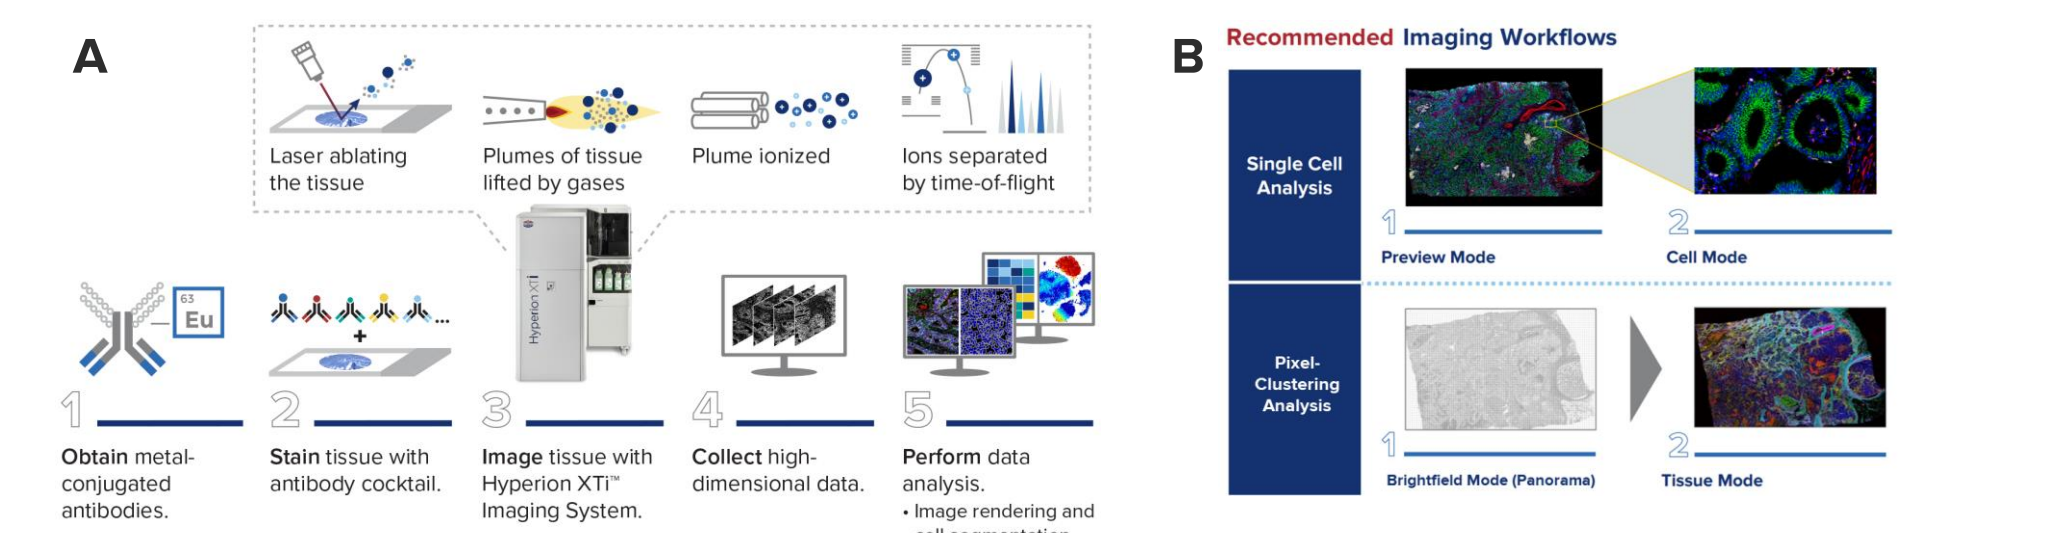 A
Laser ablating
the tissue
Plumes of tissue
lifted by gases
Plume ionized
Ions separated
by time-of-flight
63
Eu
+
...
Hyperion XTi
1
Obtain metal-
conjugated
antibodies.
2
Stain tissue with
antibody cocktail.
3
Image tissue with
Hyperion XTi™
Imaging System.
4
Collect high-
dimensional data.
5
Perform data
analysis.
• Image rendering and
cell segmentation
B
Recommended Imaging Workflows
Single Cell
Analysis
1
Preview Mode
2
Cell Mode
Pixel-
Clustering
Analysis
1
Brightfield Mode (Panorama)
2
Tissue Mode